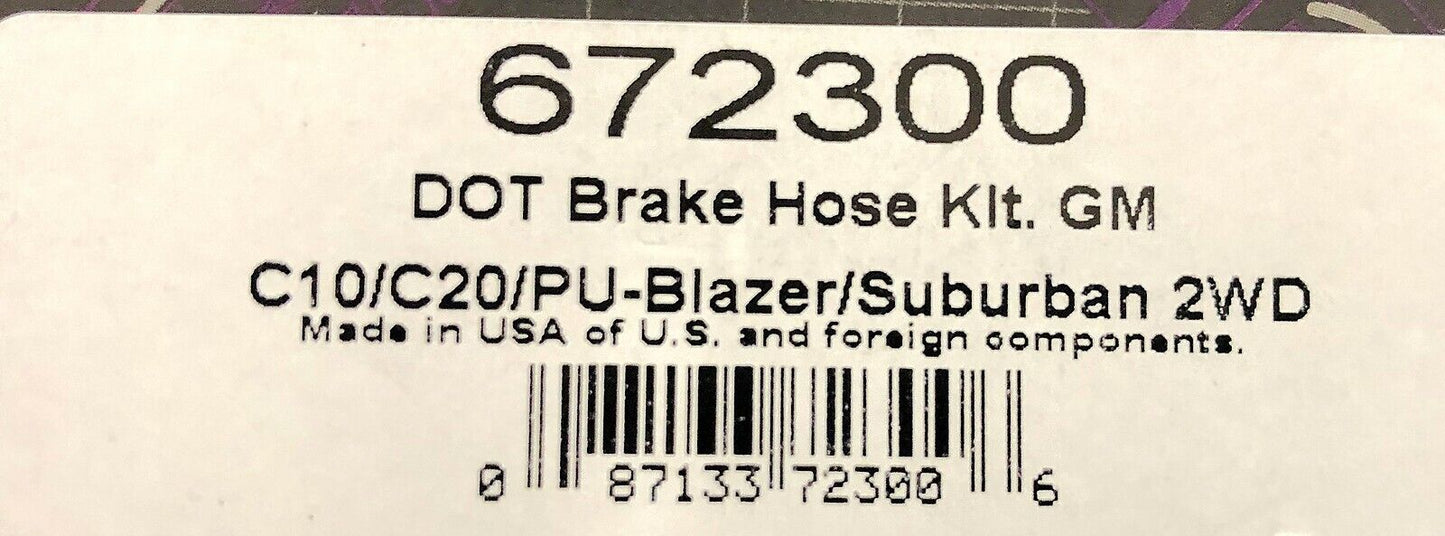 672300
DOT Brake Hose KIt. GM
C10/C20/PU-Blazer/Suburban 2WD
Made in USA of U.S. and foreign components.
0 87133 72300 6